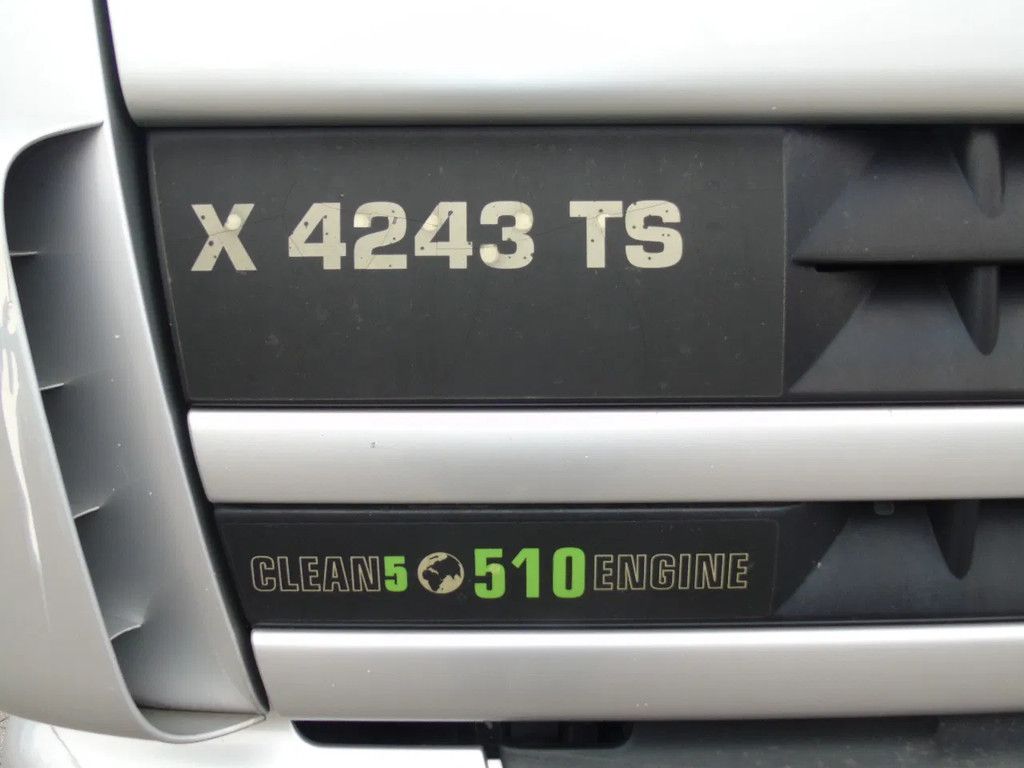 X 4243 TS
CLEAN5 510 ENGINE